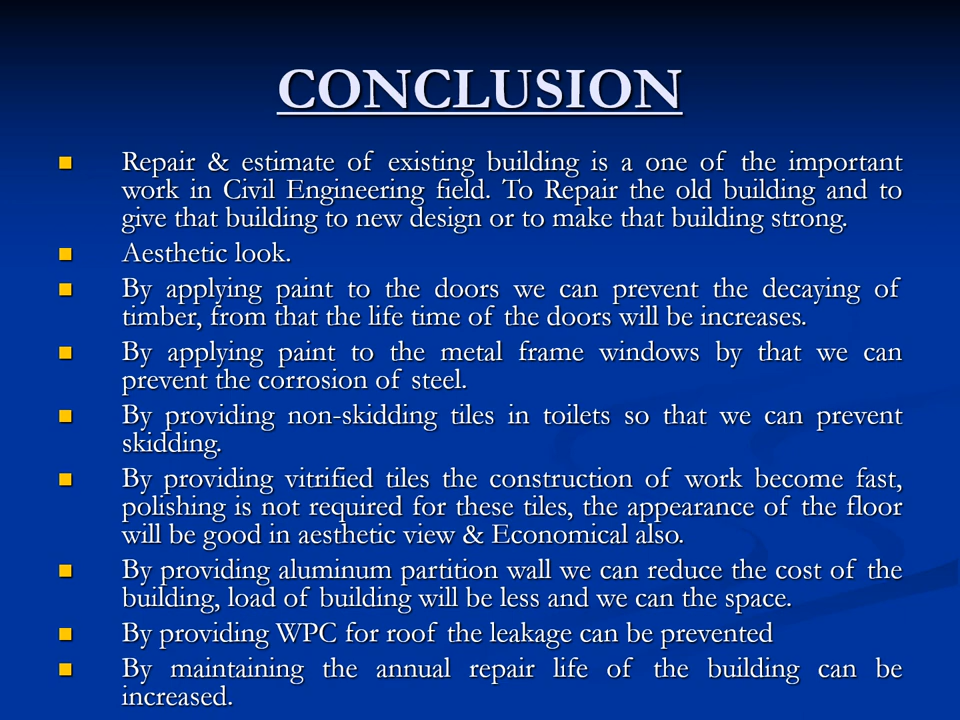 CONCLUSION
Repair & estimate of existing building is a one of the important
work in Civil Engineering field. To Repair the old building and to
give that building to new design or to make that building strong.
Aesthetic look.
By applying paint to the doors we can prevent the decaying of
timber, from that the life time of the doors will be increases.
By applying paint to the metal frame windows by that we can
prevent the corrosion of steel.
By providing non-skidding tiles in toilets so that we can prevent
skidding.
By providing vitrified tiles the construction of work become fast,
polishing is not required for these tiles, the appearance of the floor
will be good in aesthetic view & Economical also.
By providing aluminum partition wall we can reduce the cost of the
building, load of building will be less and we can the space.
By providing WPC for roof the leakage can be prevented
By maintaining the annual repair life of the building can be
increased.